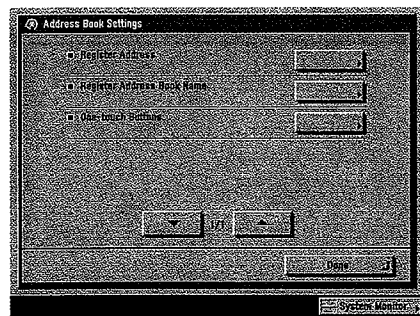 Address Book Settings
Register Address
Register Address Book Name
One-touch Buttons
1/1
Done
System Monitor